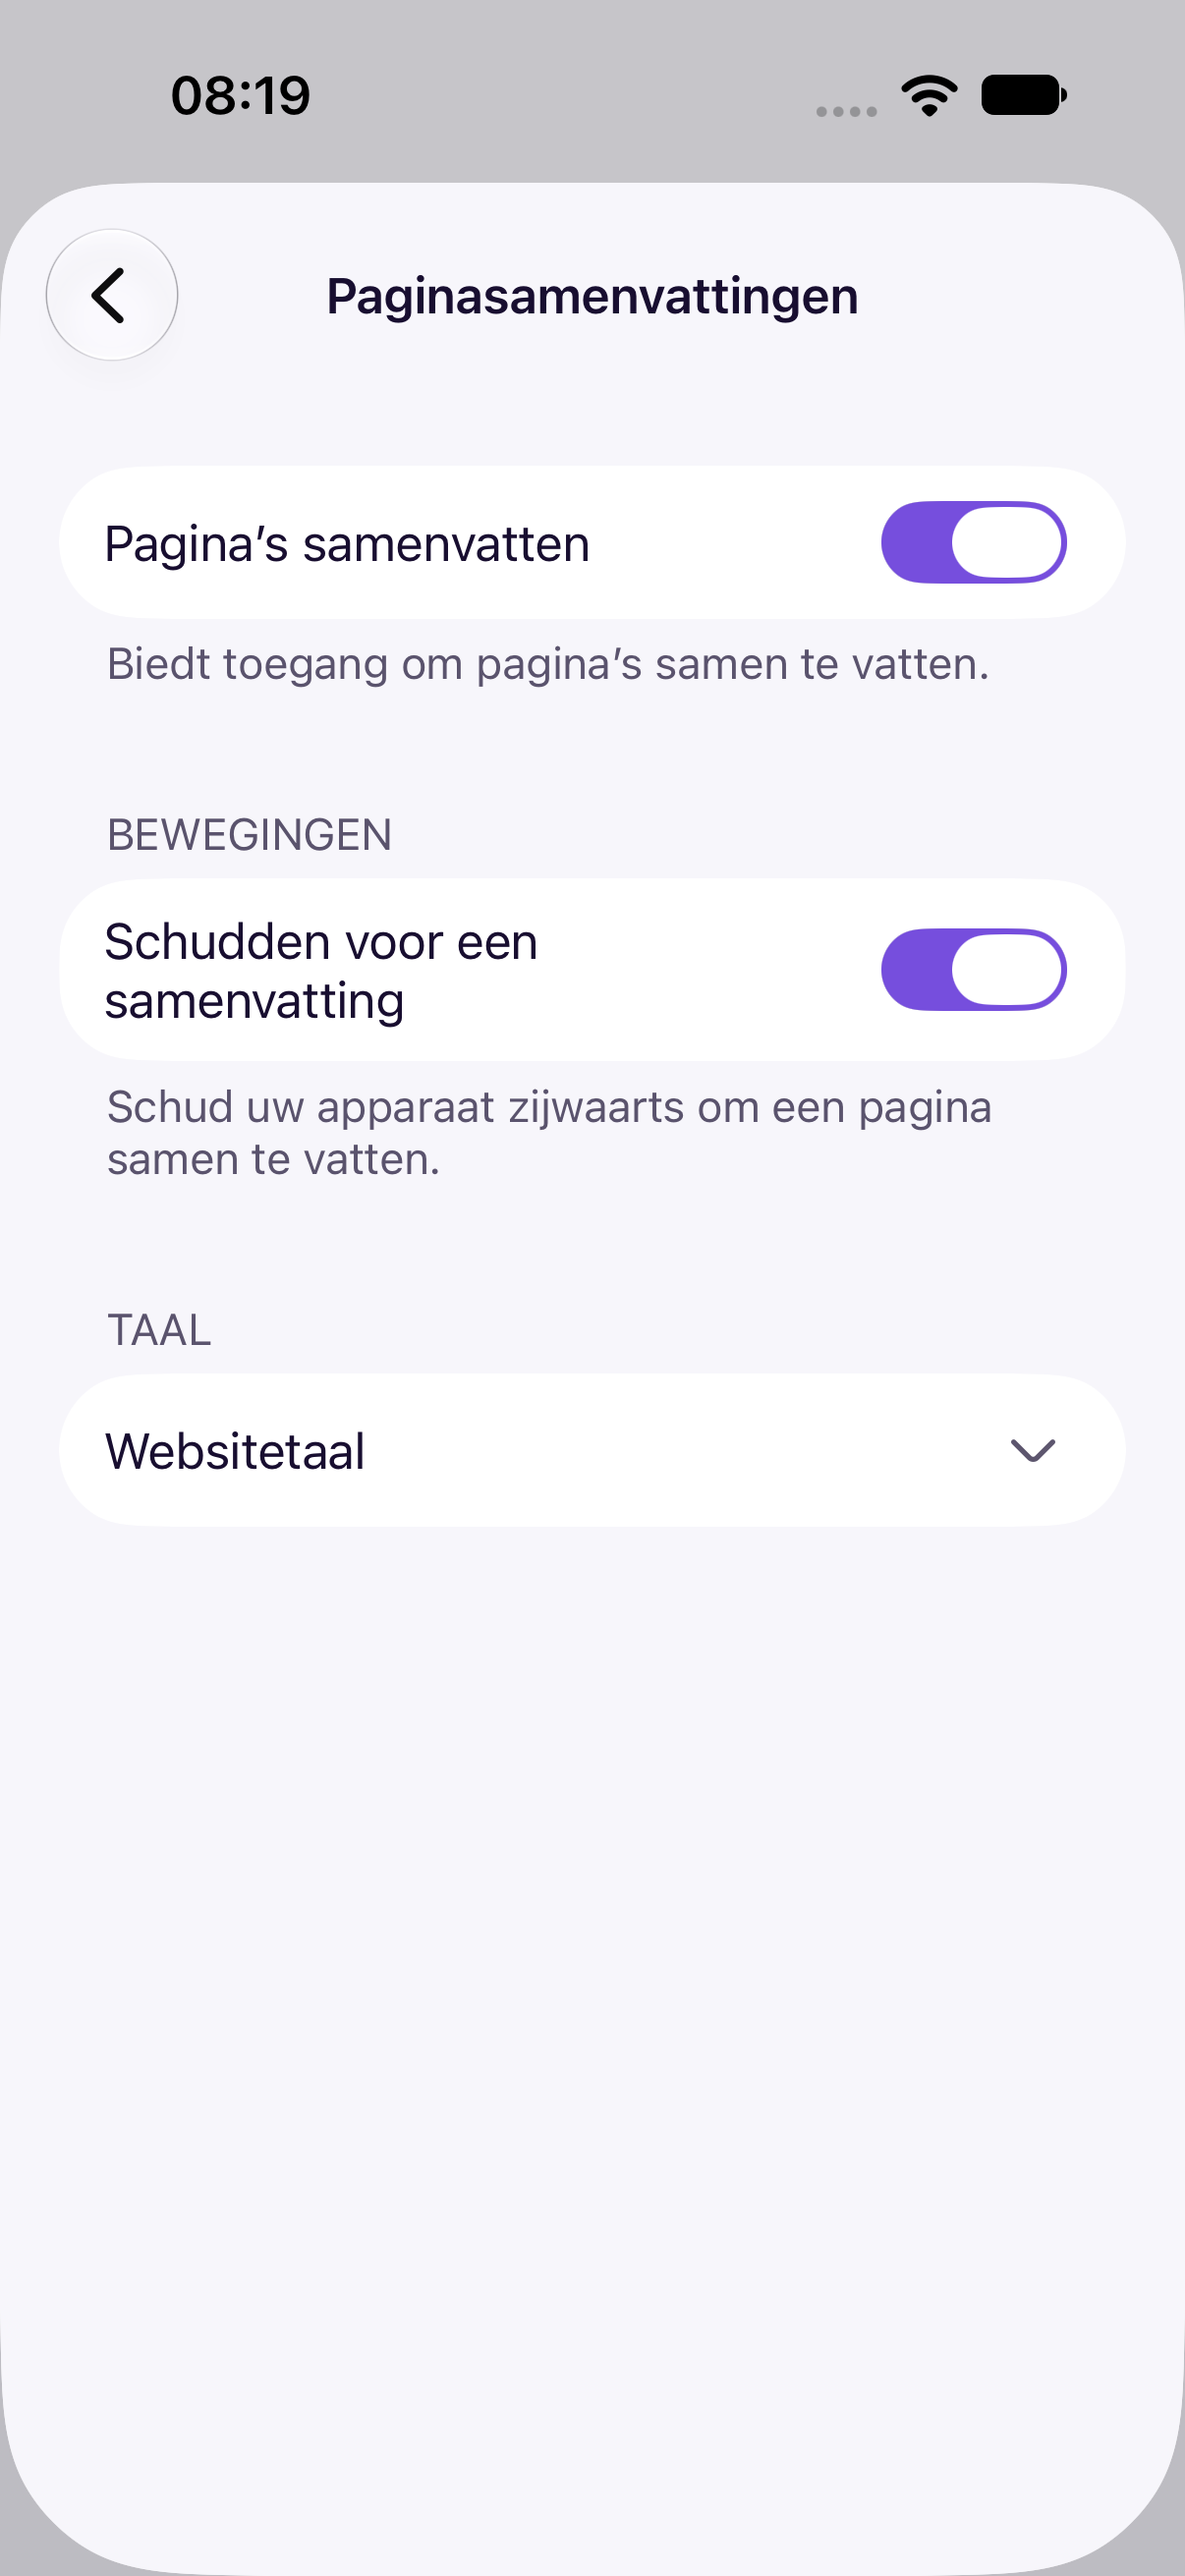 08:19
Paginasamenvattingen
Pagina’s samenvatten
Biedt toegang om pagina’s samen te vatten.
BEWEGINGEN
Schudden voor een
samenvatting
Schud uw apparaat zijwaarts om een pagina
samen te vatten.
TAAL
Websitetaal